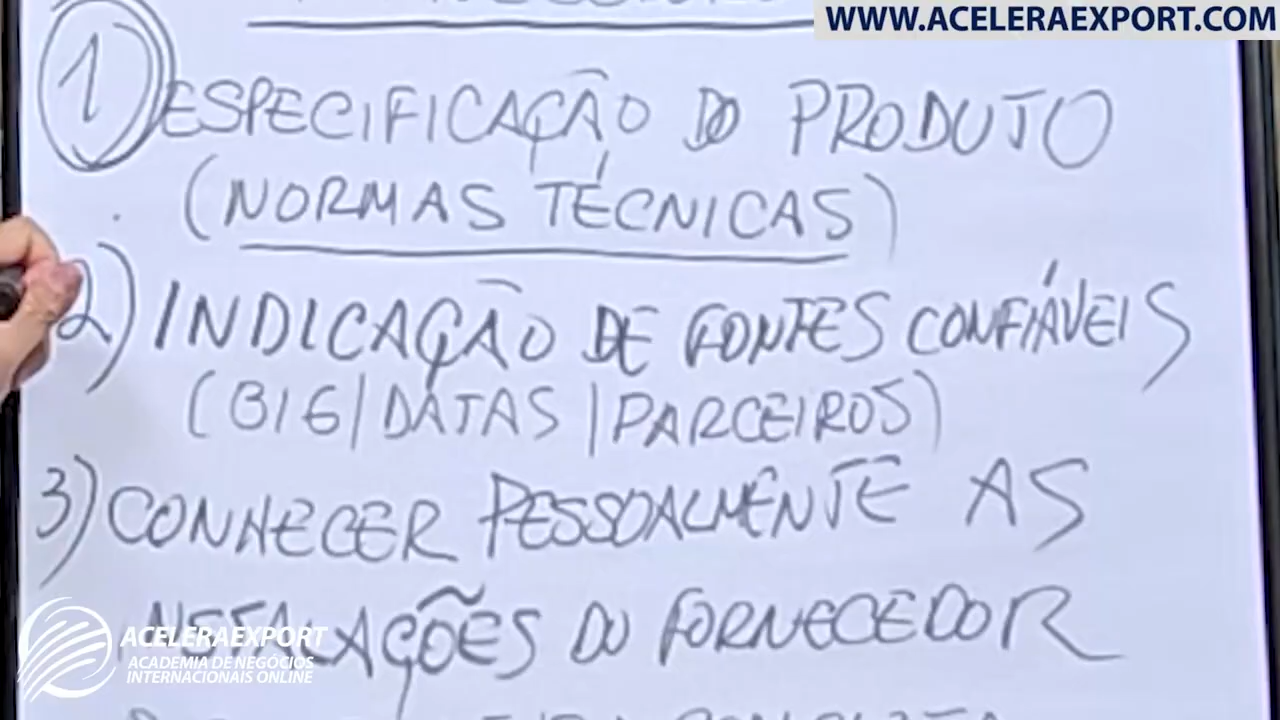 WWW.ACELERAEXPORT.COM
1 ESPECIFICAÇÃO DO PRODUTO
(NORMAS TÉCNICAS)
2) INDICAÇÃO DE FONTES CONFIÁVEIS
(BIG/DATAS/PARCEIROS)
3) CONHECER PESSOALMENTE AS
INSTALAÇÕES DO FORNECEDOR
ACELERAEXPORT
ACADEMIA DE NEGÓCIOS
INTERNACIONAIS ONLINE